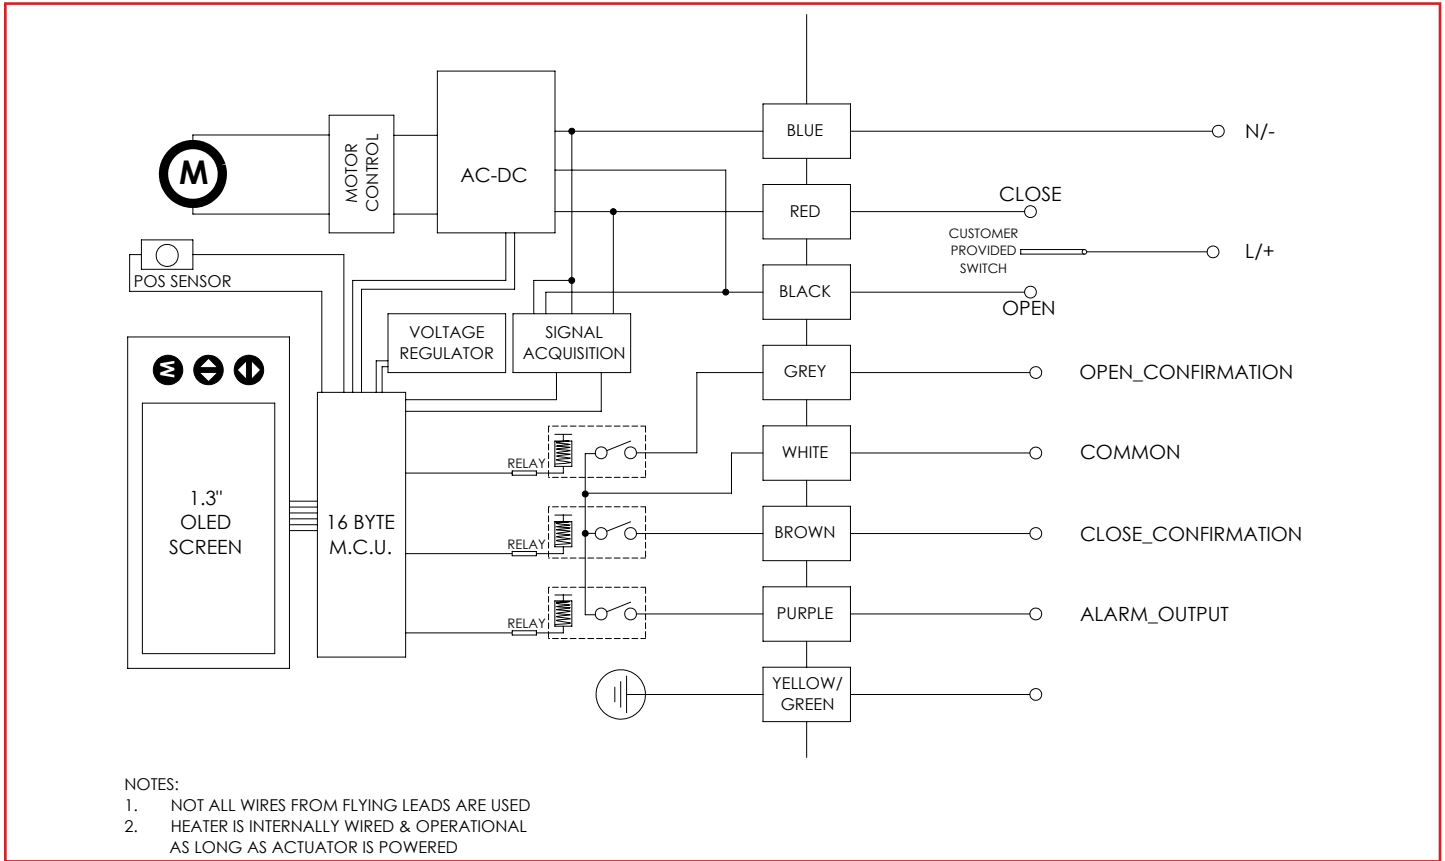 BLUE
N/-
M
MOTOR
CONTROL
AC-DC
RED
CLOSE
CUSTOMER
PROVIDED
SWITCH
L/+
POS SENSOR
BLACK
OPEN
VOLTAGE
REGULATOR
SIGNAL
ACQUISITION
GREY
OPEN_CONFIRMATION
M
RELAY
WHITE
COMMON
1.3"
OLED
SCREEN
16 BYTE
M.C.U.
RELAY
BROWN
CLOSE_CONFIRMATION
RELAY
PURPLE
ALARM_OUTPUT
YELLOW/
GREEN
NOTES:
1. NOT ALL WIRES FROM FLYING LEADS ARE USED
2. HEATER IS INTERNALLY WIRED & OPERATIONAL
AS LONG AS ACTUATOR IS POWERED